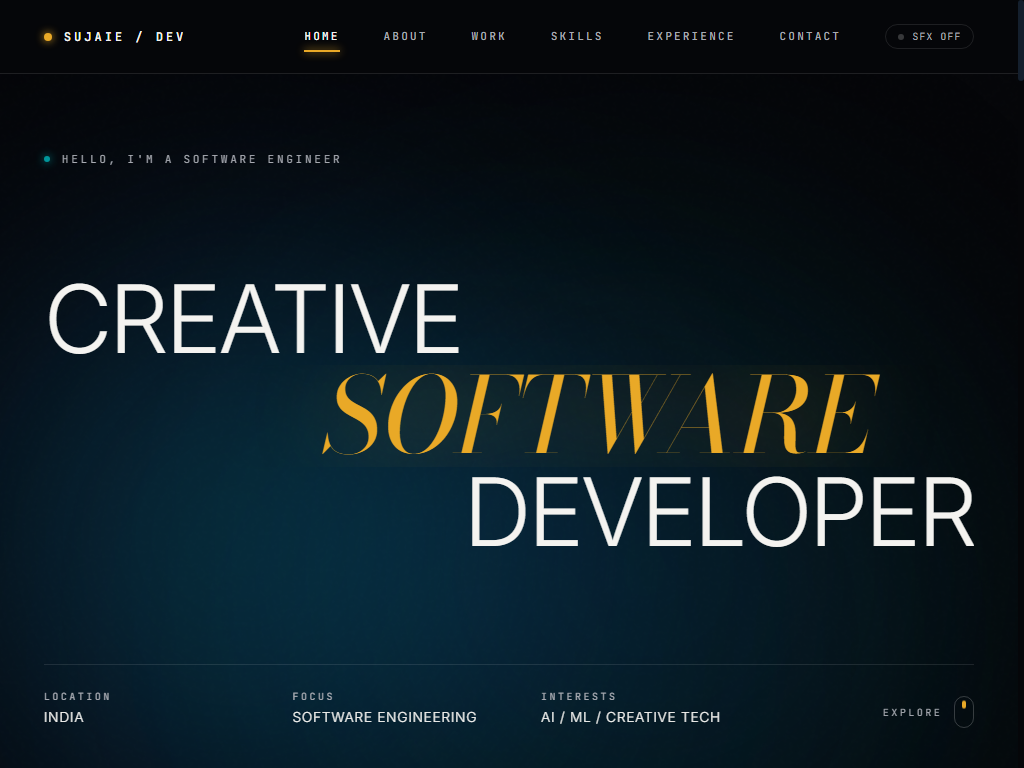 SUJAIE / DEV
HOME ABOUT WORK SKILLS EXPERIENCE CONTACT SFX OFF
HELLO, I'M A SOFTWARE ENGINEER
CREATIVE
SOFTWARE
DEVELOPER
LOCATION
INDIA
FOCUS
SOFTWARE ENGINEERING
INTERESTS
AI / ML / CREATIVE TECH
EXPLORE